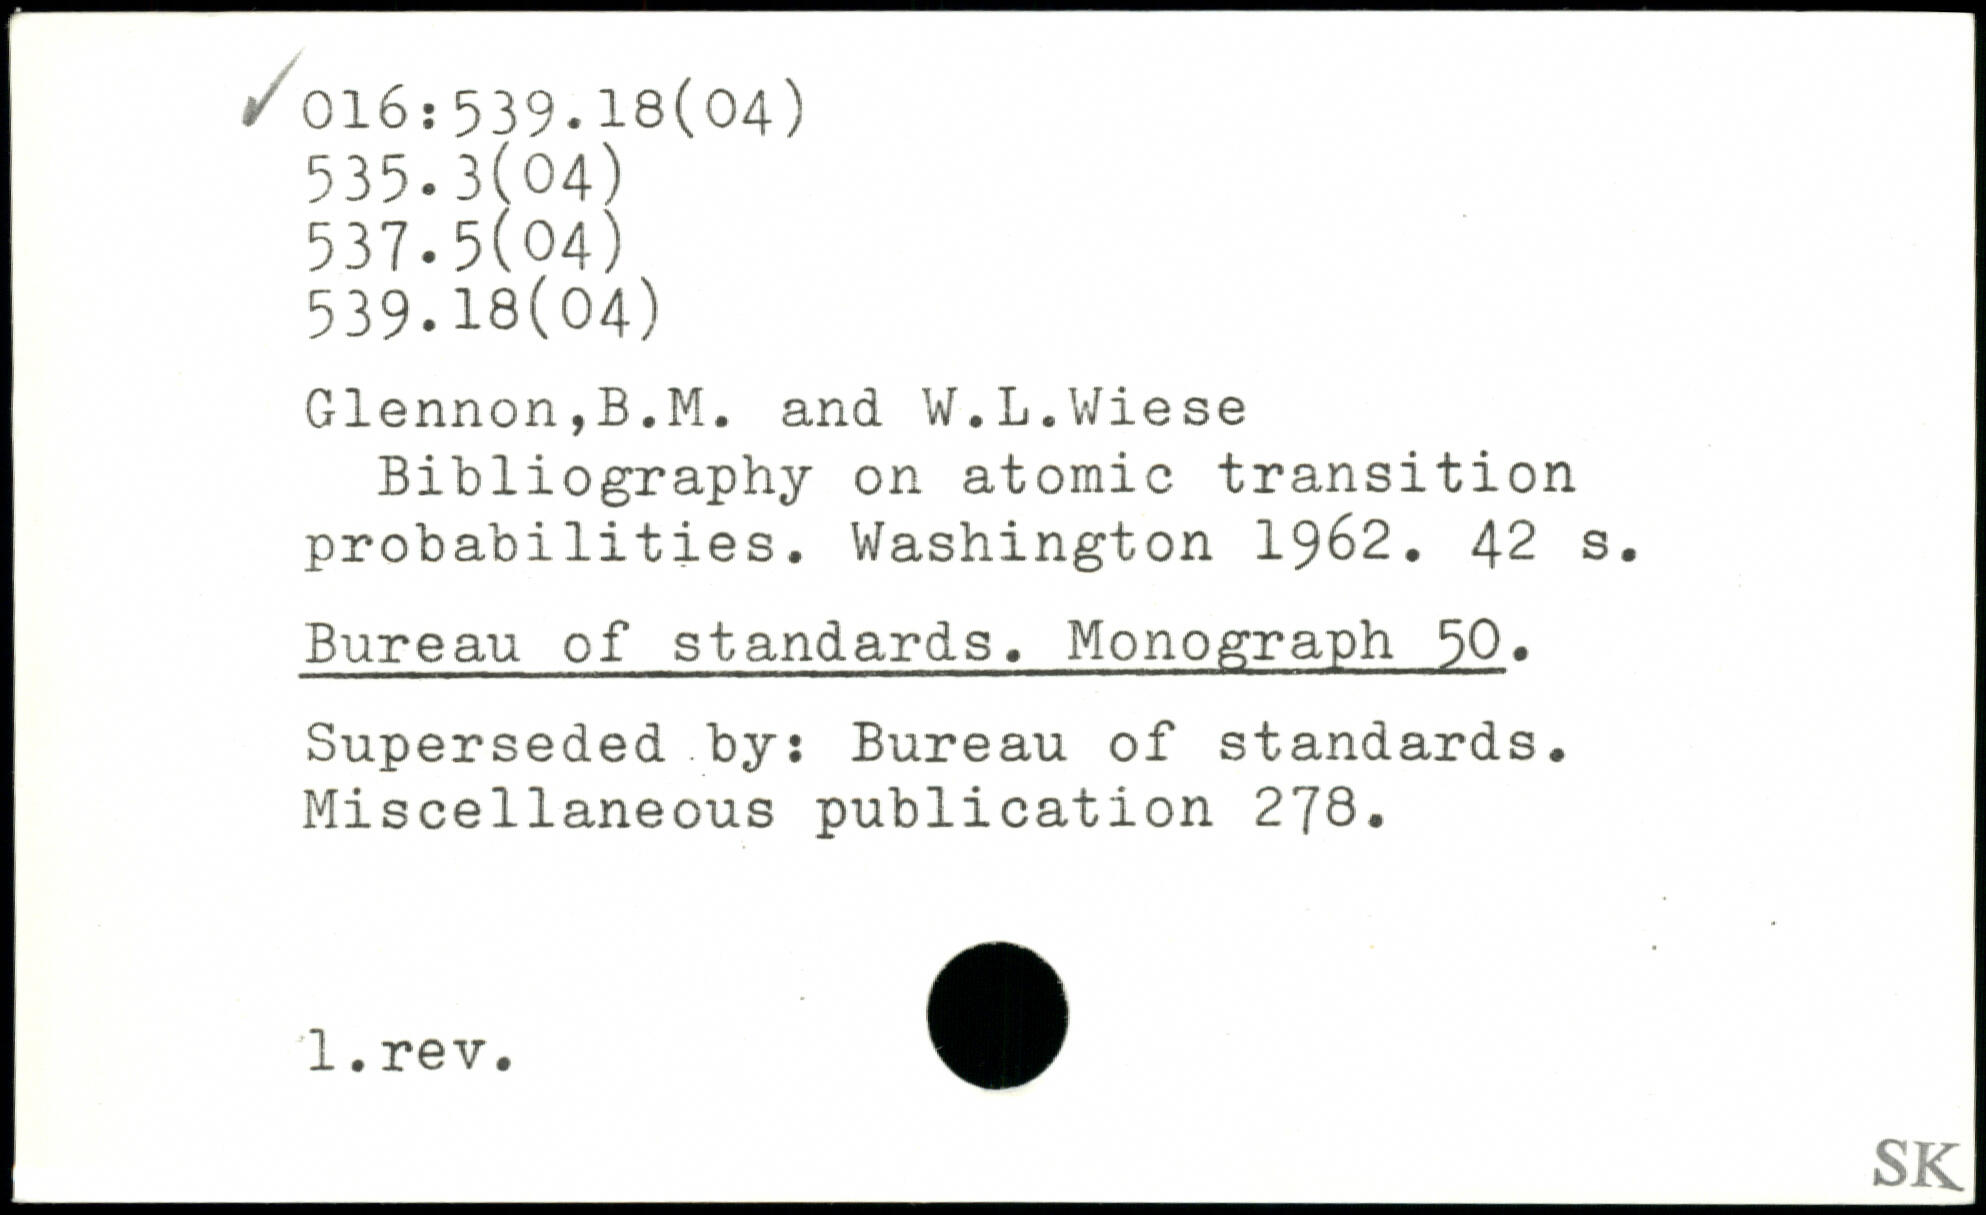 ✓016:539.18(04)
535.3(04)
537.5(04)
539.18(04)
Glennon,B.M. and W.L.Wiese
Bibliography on atomic transition
probabilities. Washington 1962. 42 s.
Bureau of standards. Monograph 50.
Superseded by: Bureau of standards.
Miscellaneous publication 278.
1.rev.
SK